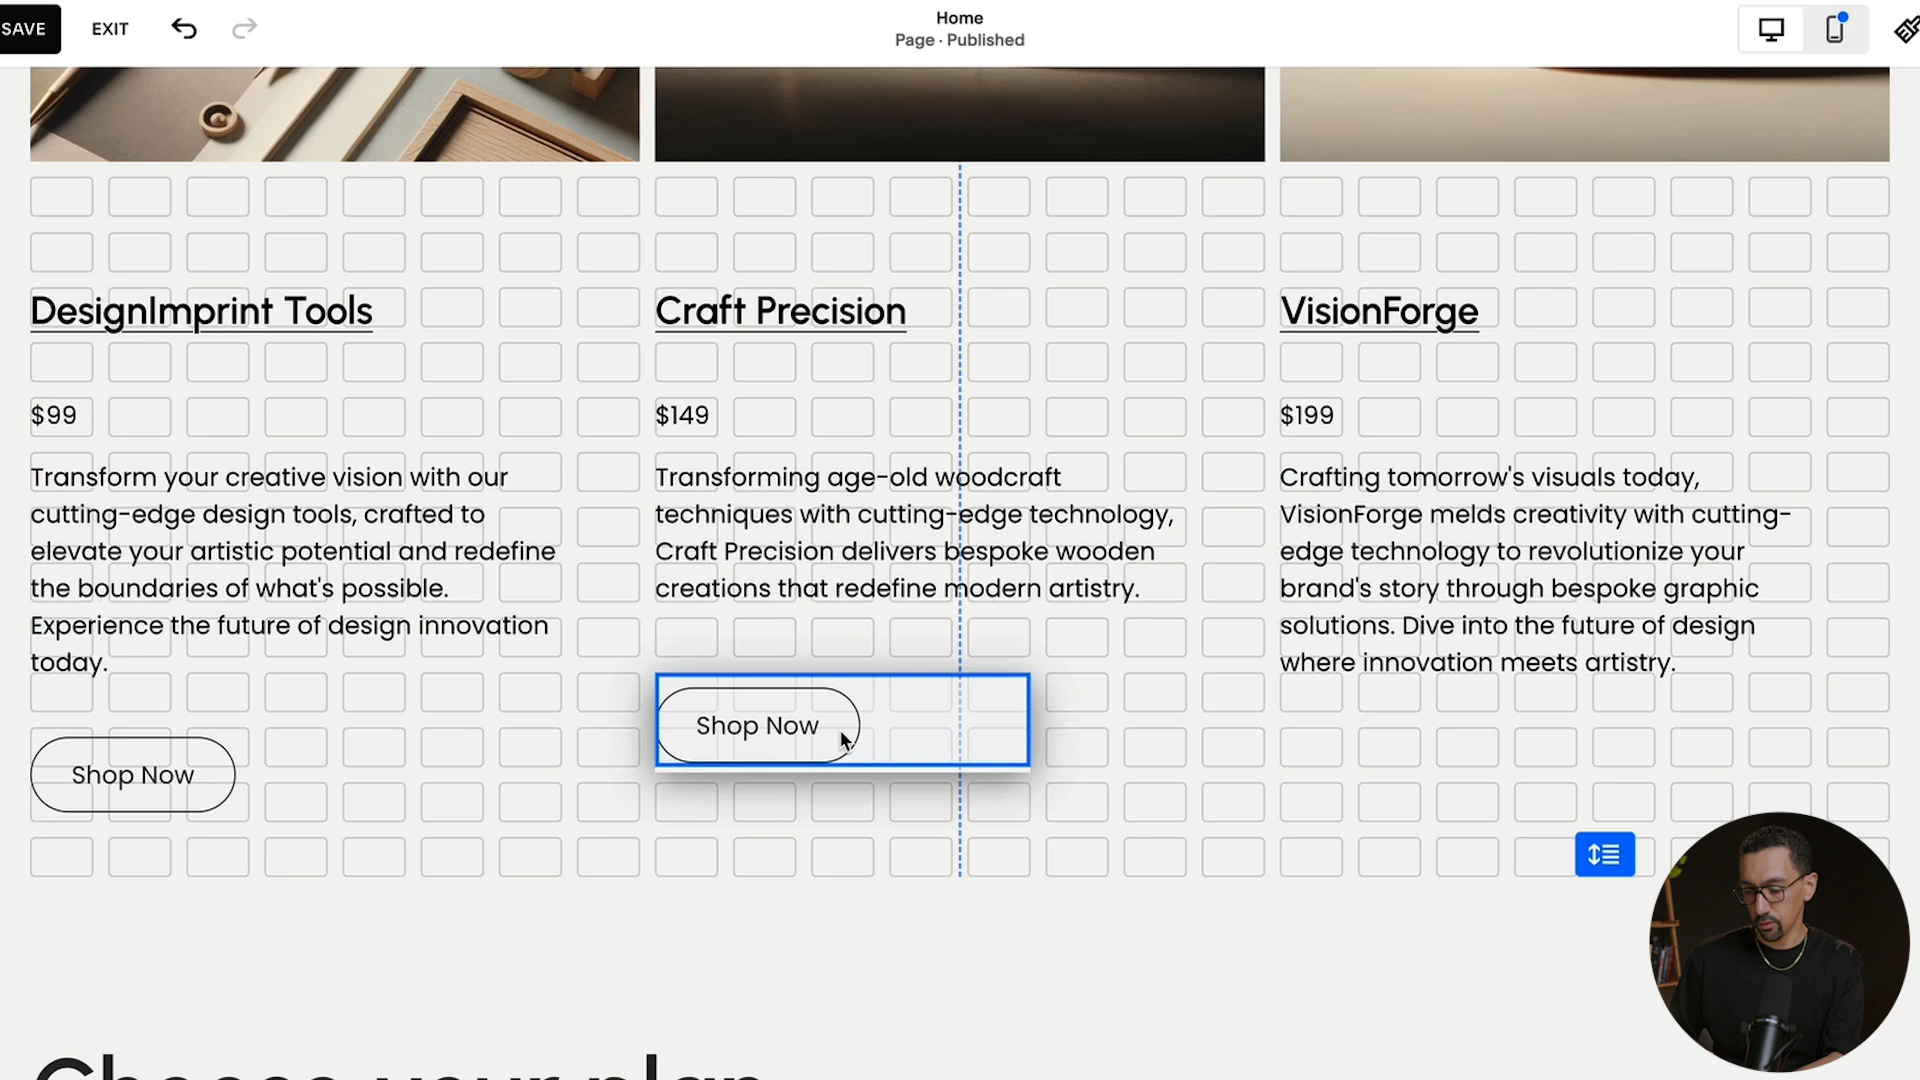 SAVE
EXIT
Home
Page · Published
DesignImprint Tools
$99
Transform your creative vision with our
cutting-edge design tools, crafted to
elevate your artistic potential and redefine
the boundaries of what's possible.
Experience the future of design innovation
today.
Shop Now
Craft Precision
$149
Transforming age-old woodcraft
techniques with cutting-edge technology,
Craft Precision delivers bespoke wooden
creations that redefine modern artistry.
Shop Now
VisionForge
$199
Crafting tomorrow's visuals today,
VisionForge melds creativity with cutting-
edge technology to revolutionize your
brand's story through bespoke graphic
solutions. Dive into the future of design
where innovation meets artistry.
Choose your plan